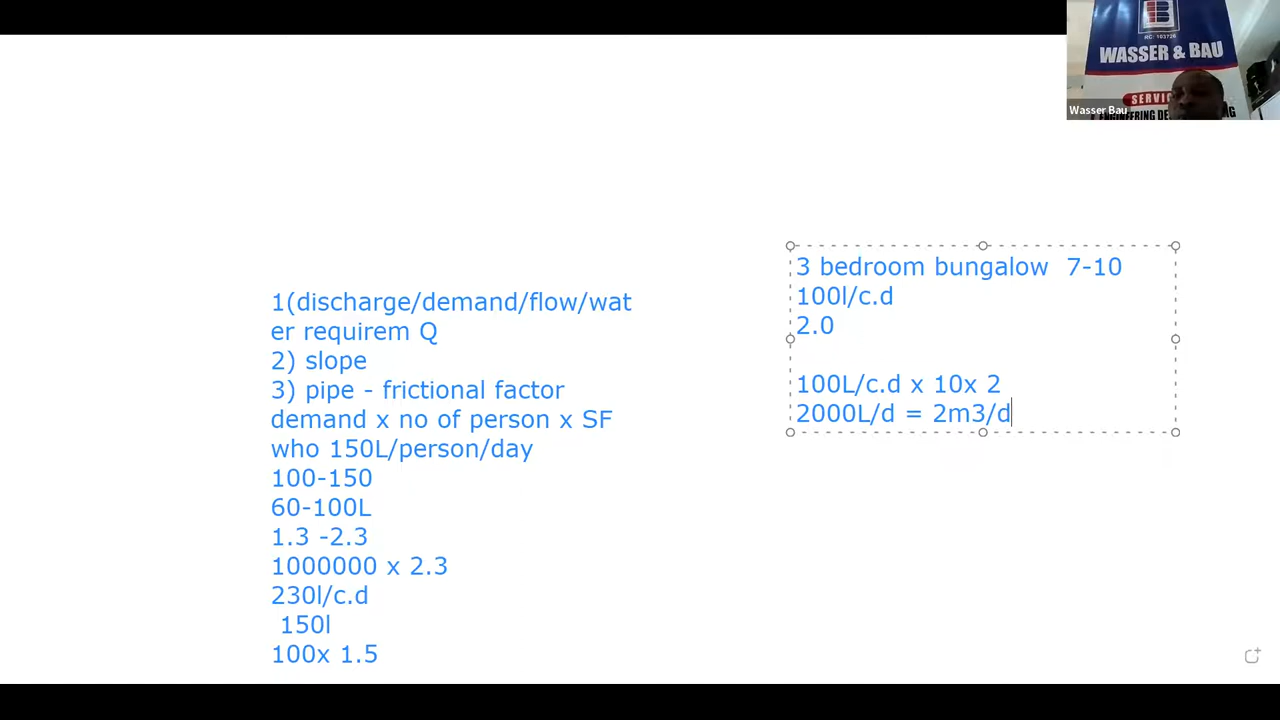 RC: 103726
WASSER & BAU
Wasser Bau
3 bedroom bungalow 7-10
100l/c.d
2.0
100L/c.d x 10x 2
2000L/d = 2m3/d
1(discharge/demand/flow/wat
er requirem Q
2) slope
3) pipe - frictional factor
demand x no of person x SF
who 150L/person/day
100-150
60-100L
1.3 -2.3
1000000 x 2.3
230l/c.d
150l
100x 1.5